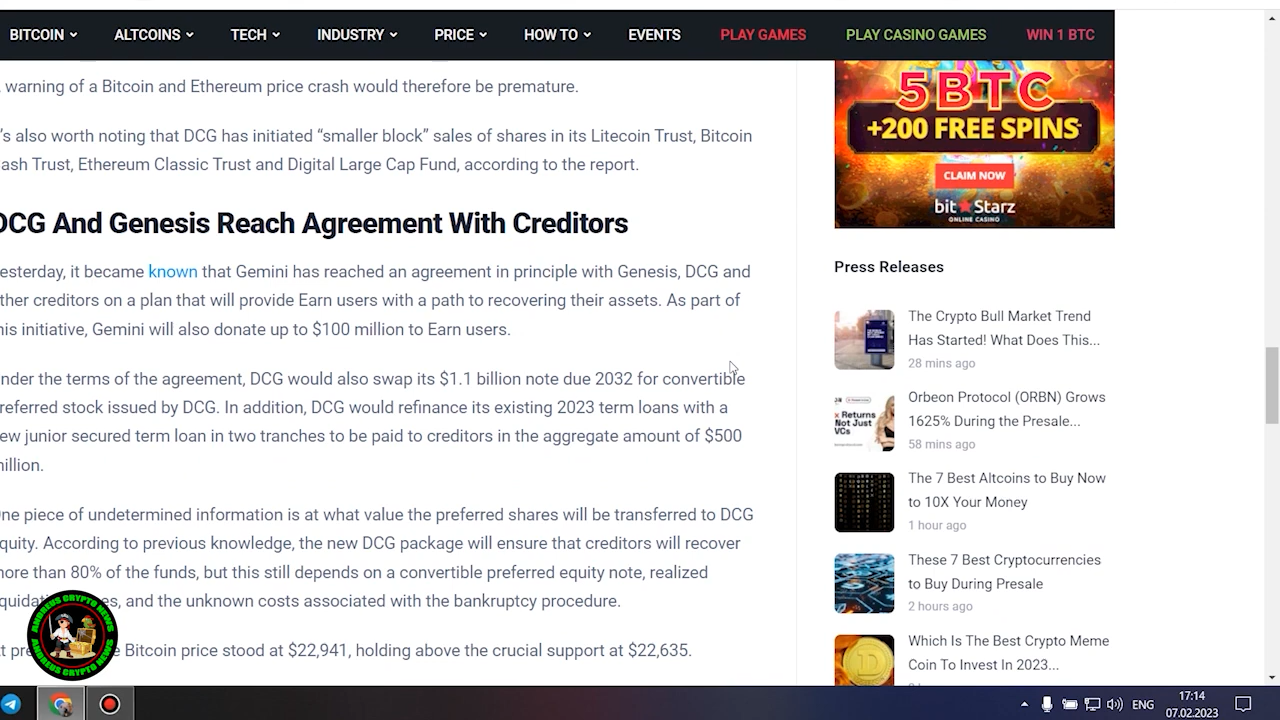 BITCOIN
ALTCOINS
TECH
INDUSTRY
PRICE
HOW TO
EVENTS
PLAY GAMES
PLAY CASINO GAMES
WIN 1 BTC
warning of a Bitcoin and Ethereum price crash would therefore be premature.
's also worth noting that DCG has initiated “smaller block” sales of shares in its Litecoin Trust, Bitcoin
ash Trust, Ethereum Classic Trust and Digital Large Cap Fund, according to the report.
DCG And Genesis Reach Agreement With Creditors
esterday, it became known that Gemini has reached an agreement in principle with Genesis, DCG and
ther creditors on a plan that will provide Earn users with a path to recovering their assets. As part of
his initiative, Gemini will also donate up to $100 million to Earn users.
nder the terms of the agreement, DCG would also swap its $1.1 billion note due 2032 for convertible
referred stock issued by DCG. In addition, DCG would refinance its existing 2023 term loans with a
ew junior secured term loan in two tranches to be paid to creditors in the aggregate amount of $500
million.
One piece of undetermined information is at what value the preferred shares will be transferred to DCG
quity. According to previous knowledge, the new DCG package will ensure that creditors will recover
more than 80% of the funds, but this still depends on a convertible preferred equity note, realized
es, and the unknown costs associated with the bankruptcy procedure.
Bitcoin price stood at $22,941, holding above the crucial support at $22,635.
ANDREUS CRYPTO NEWS
ANDREUS CRYPTO NEWS
5BTC
+200 FREE SPINS
CLAIM NOW
bitStarz
ONLINE CASINO
Press Releases
The Crypto Bull Market Trend
Has Started! What Does This...
28 mins ago
Orbeon Protocol (ORBN) Grows
1625% During the Presale...
58 mins ago
Returns
Not Just
VCs
The 7 Best Altcoins to Buy Now
to 10X Your Money
1 hour ago
These 7 Best Cryptocurrencies
to Buy During Presale
2 hours ago
Which Is The Best Crypto Meme
Coin To Invest In 2023...
ENG
17:14
07.02.2023